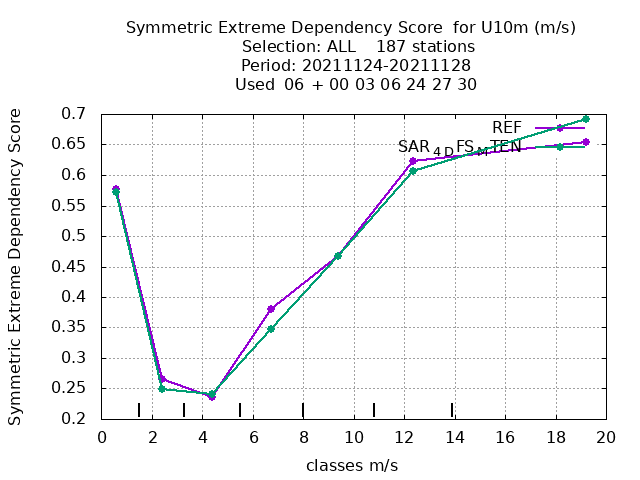 Symmetric Extreme Dependency Score for U10m (m/s)
Selection: ALL 187 stations
Period: 20211124-20211128
Used 06 + 00 03 06 24 27 30
Symmetric Extreme Dependency Score
0.7
0.65
0.6
0.55
0.5
0.45
0.4
0.35
0.3
0.25
0.2
REF
SAR4DFSMTEN
0 2 4 6 8 10 12 14 16 18 20
classes m/s